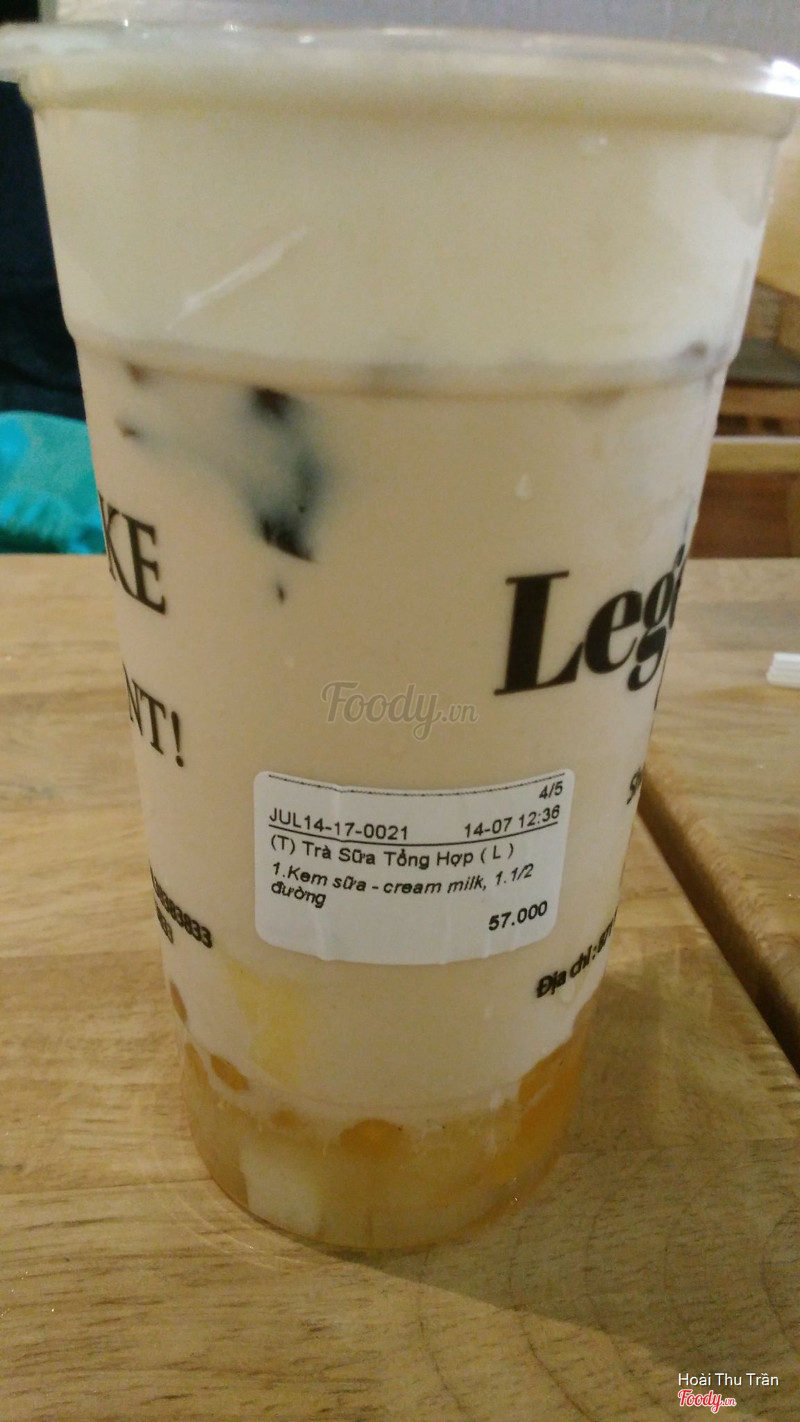 KE
NT!
Leg
Foody.vn
4/5
JUL14-17-0021 14-07 12:36
(T) Trà Sữa Tổng Hợp ( L )
1.Kem sữa - cream milk, 1.1/2
đường
57.000
Địa chỉ :
Hoài Thu Trần
Foody.vn